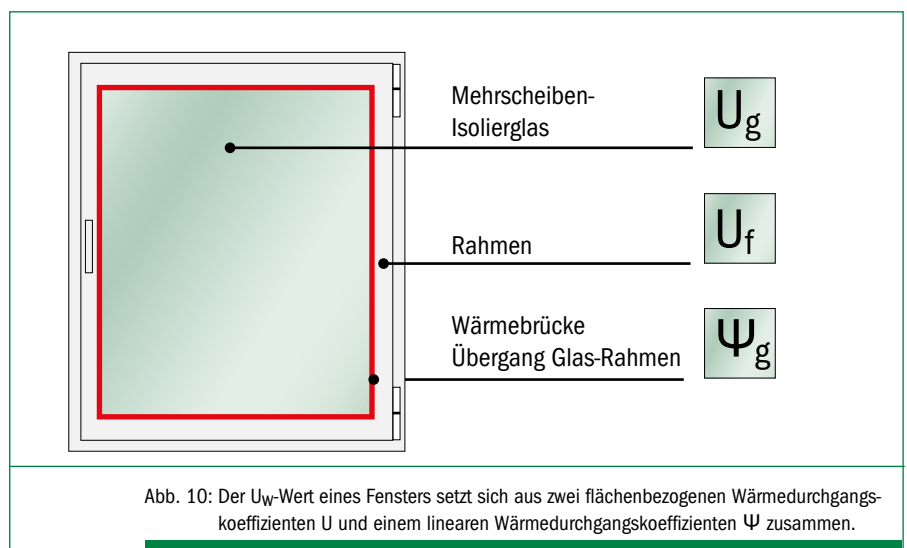 Mehrscheiben-
Isolierglas
Ug
Rahmen
Uf
Wärmebrücke
Übergang Glas-Rahmen
Ψg
Abb. 10: Der UW-Wert eines Fensters setzt sich aus zwei flächenbezogenen Wärmedurchgangs-
koeffizienten U und einem linearen Wärmedurchgangskoeffizienten Ψ zusammen.